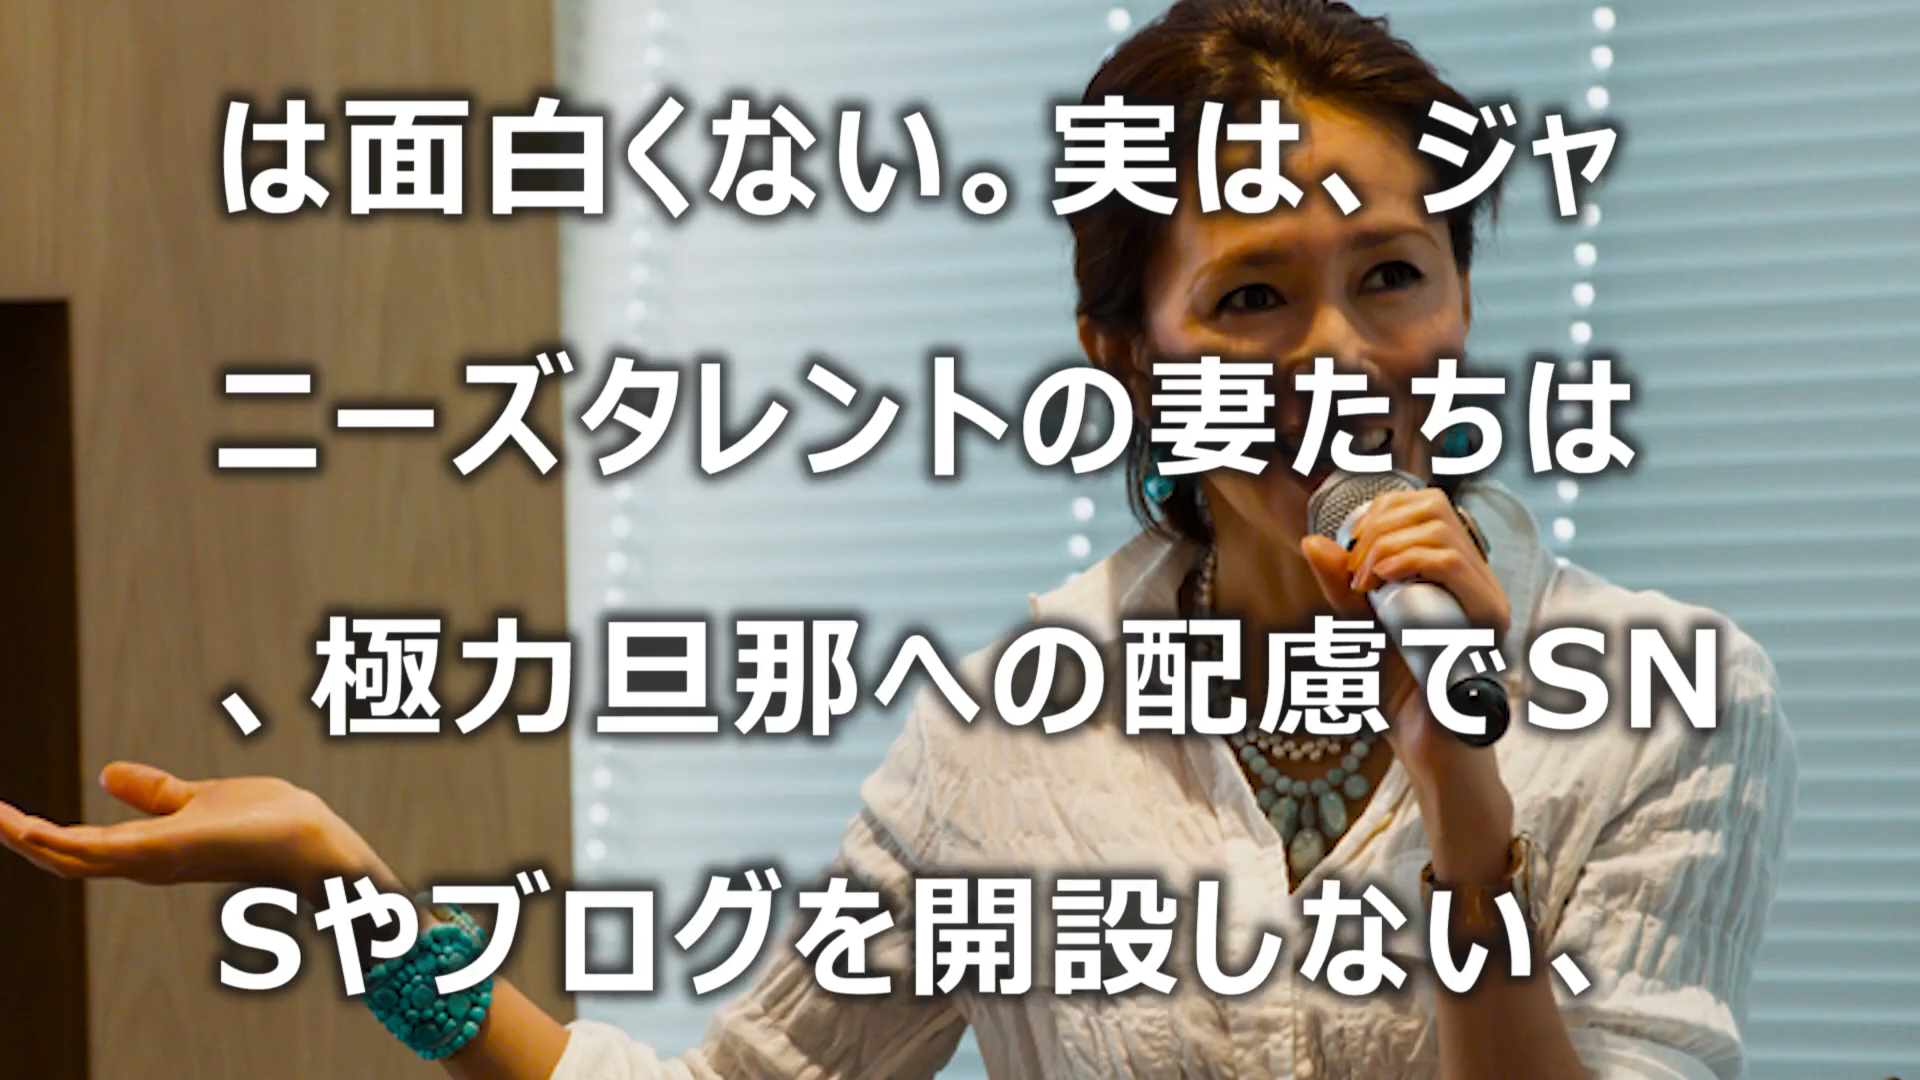 は面白くない。実は、ジャ
ニーズタレントの妻たちは
、極力旦那への配慮でSN
Sやブログを開設しない、